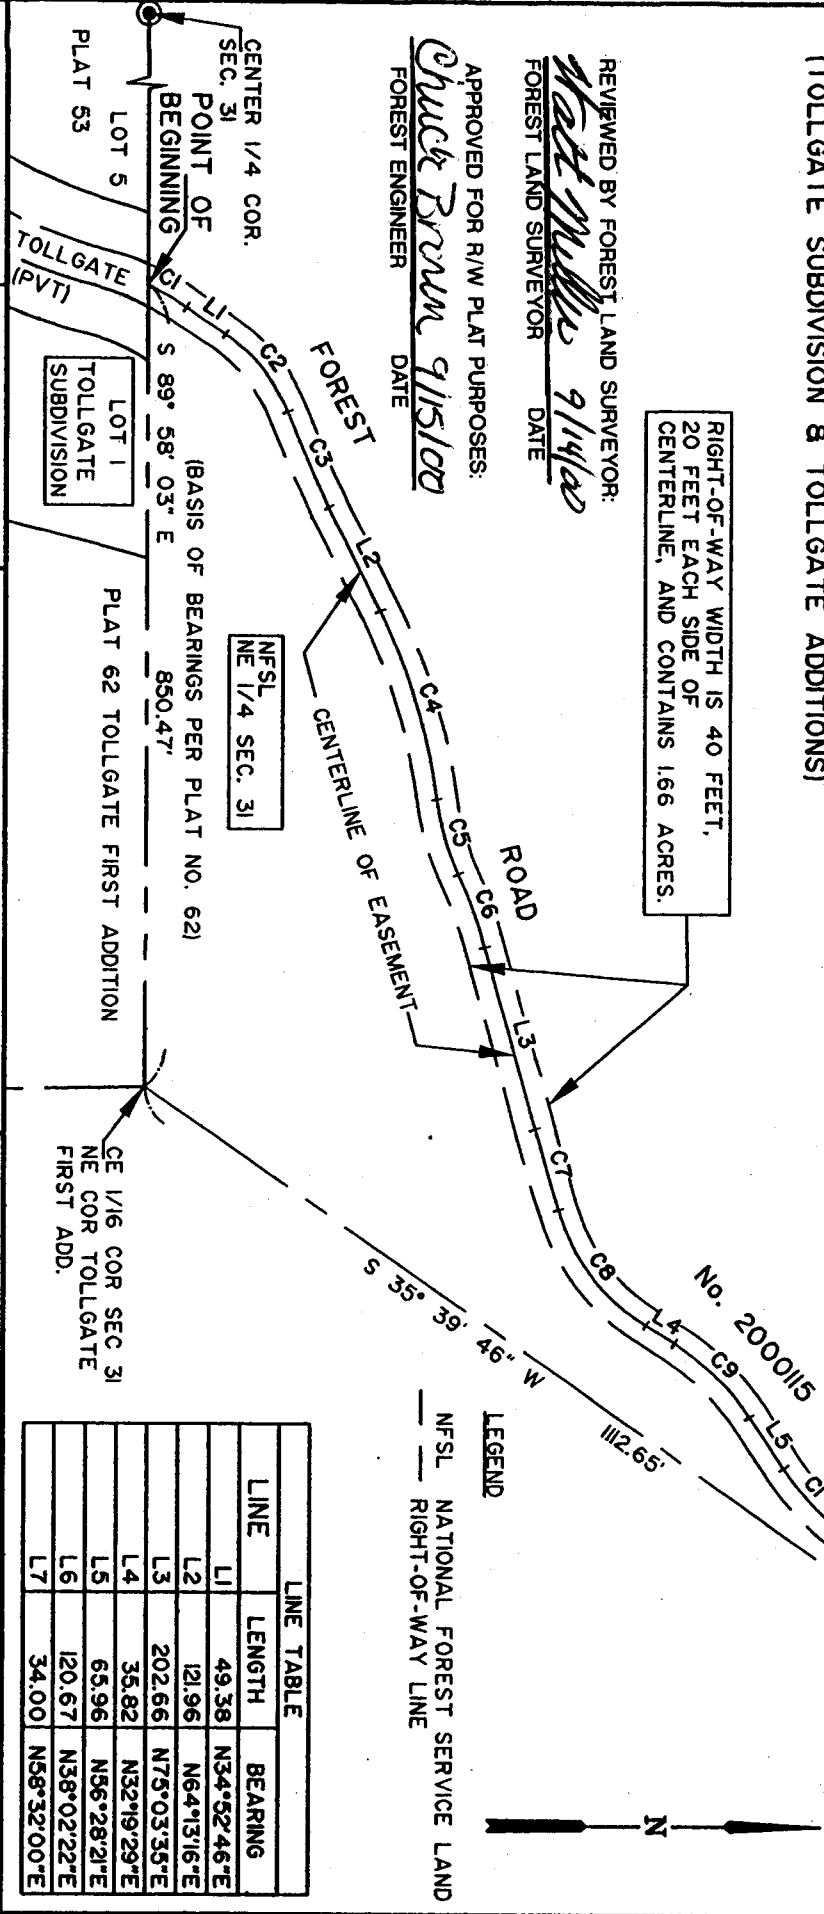 (TOLLGATE SUBDIVISION & TOLLGATE ADDITIONS)
RIGHT-OF-WAY WIDTH IS 40 FEET,
20 FEET EACH SIDE OF
CENTERLINE, AND CONTAINS 1.66 ACRES.
REVIEWED BY FOREST LAND SURVEYOR:
9/14/00
FOREST LAND SURVEYOR DATE
APPROVED FOR R/W PLAT PURPOSES:
Chuck Brown 9/15/00
FOREST ENGINEER DATE
CENTER 1/4 COR.
SEC. 31
POINT OF
BEGINNING
LOT 5
PLAT 53
TOLLGATE
(PVT)
LOT 1
TOLLGATE
SUBDIVISION
C1
L1
C2
C3
L2
C4
C5
C6
L3
C7
C8
L4
C9
L5
C1
FOREST
ROAD
No. 2000115
CENTERLINE OF EASEMENT
NFSL
NE 1/4 SEC. 31
(BASIS OF BEARINGS PER PLAT NO. 62)
S 89° 58' 03" E 850.47'
PLAT 62 TOLLGATE FIRST ADDITION
CE 1/16 COR SEC 31
NE COR TOLLGATE
FIRST ADD.
S 35° 39' 46" W 1112.65'
N
LEGEND
NFSL NATIONAL FOREST SERVICE LAND
RIGHT-OF-WAY LINE
LINE TABLE
LINE LENGTH BEARING
L1 49.38 N34°52'46"E
L2 121.96 N64°13'16"E
L3 202.66 N75°03'35"E
L4 35.82 N32°19'29"E
L5 65.96 N56°28'21"E
L6 120.67 N38°02'22"E
L7 34.00 N58°32'00"E